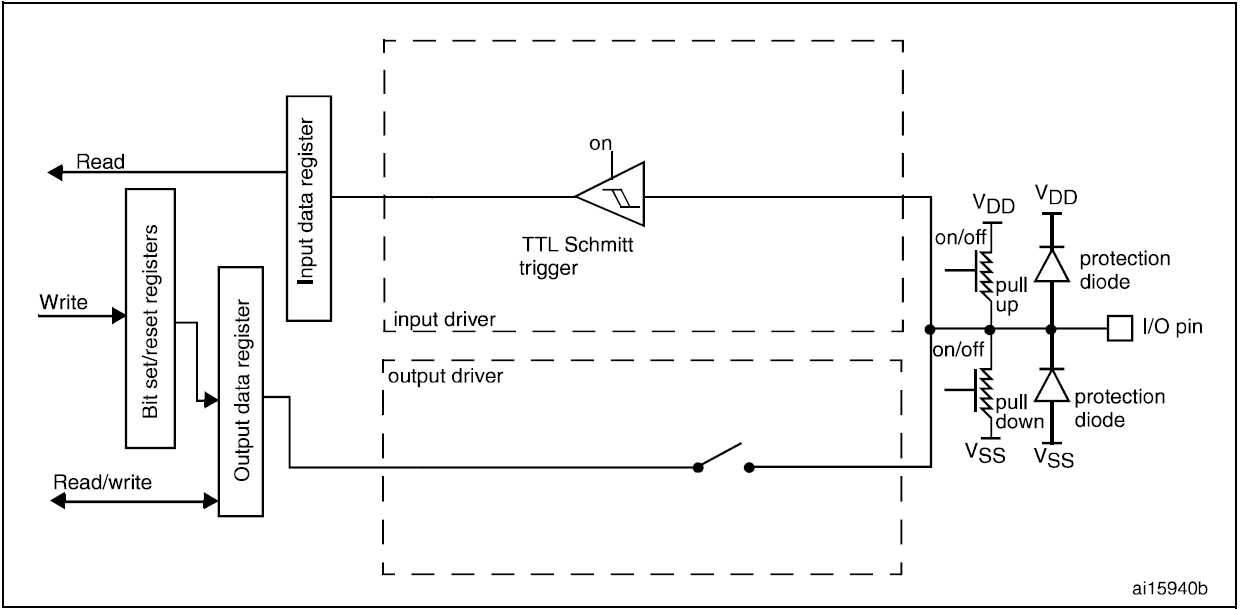 on
Read
Input data register
TTL Schmitt
trigger
input driver
Write
Bit set/reset registers
Output data register
Read/write
output driver
VDD
on/off
pull
up
VDD
protection
diode
I/O pin
on/off
pull
down
VSS
protection
diode
VSS
ai15940b